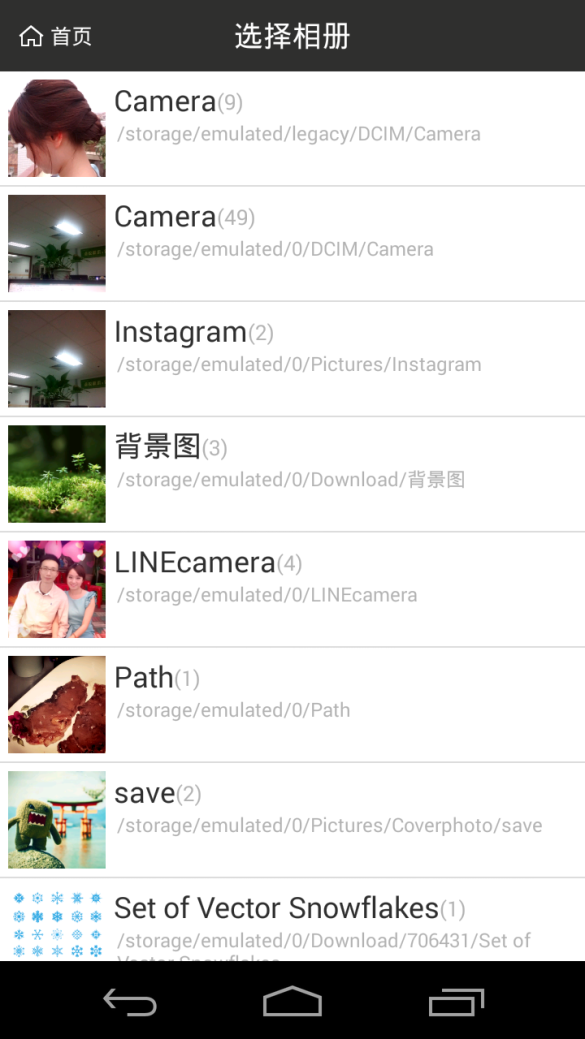 首页
选择相册
Camera(9)
/storage/emulated/legacy/DCIM/Camera
Camera(49)
/storage/emulated/0/DCIM/Camera
Instagram(2)
/storage/emulated/0/Pictures/Instagram
背景图(3)
/storage/emulated/0/Download/背景图
LINEcamera(4)
/storage/emulated/0/LINEcamera
Path(1)
/storage/emulated/0/Path
save(2)
/storage/emulated/0/Pictures/Coverphoto/save
Set of Vector Snowflakes(1)
/storage/emulated/0/Download/706431/Set of
Vector Snowflakes